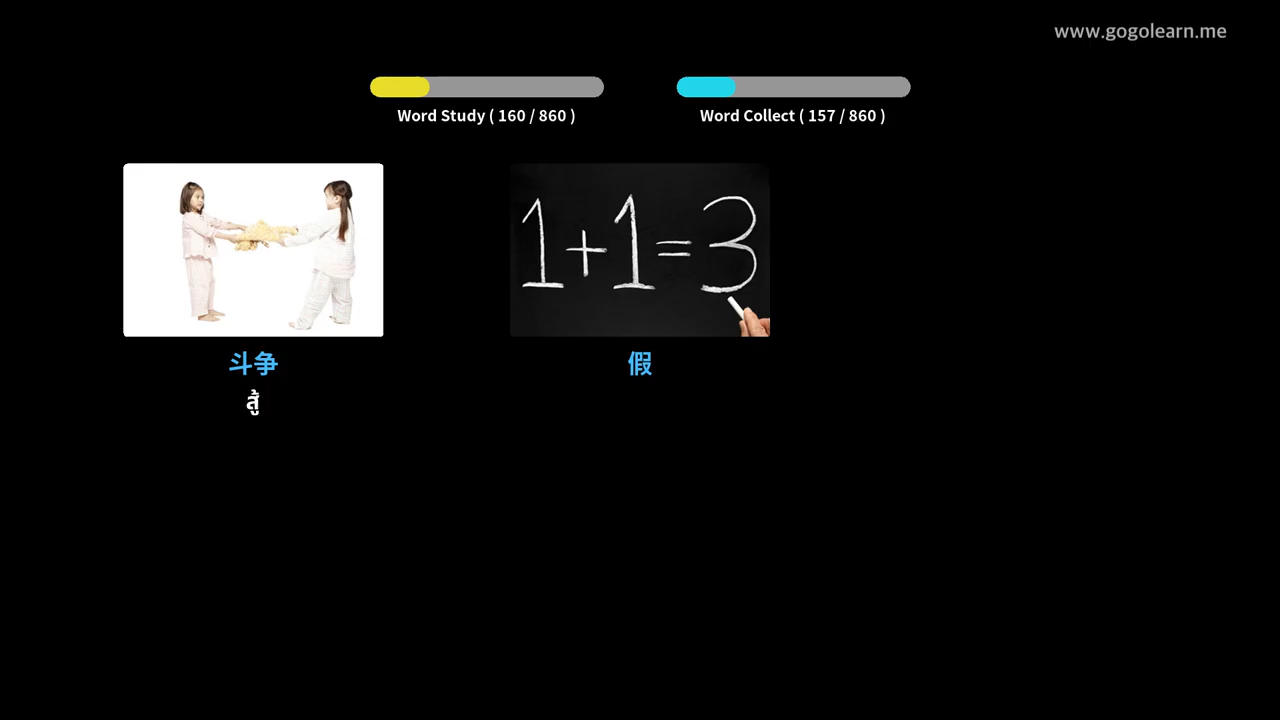 www.gogolearn.me
Word Study ( 160 / 860 )
Word Collect ( 157 / 860 )
1+1=3
斗争
假
สู้